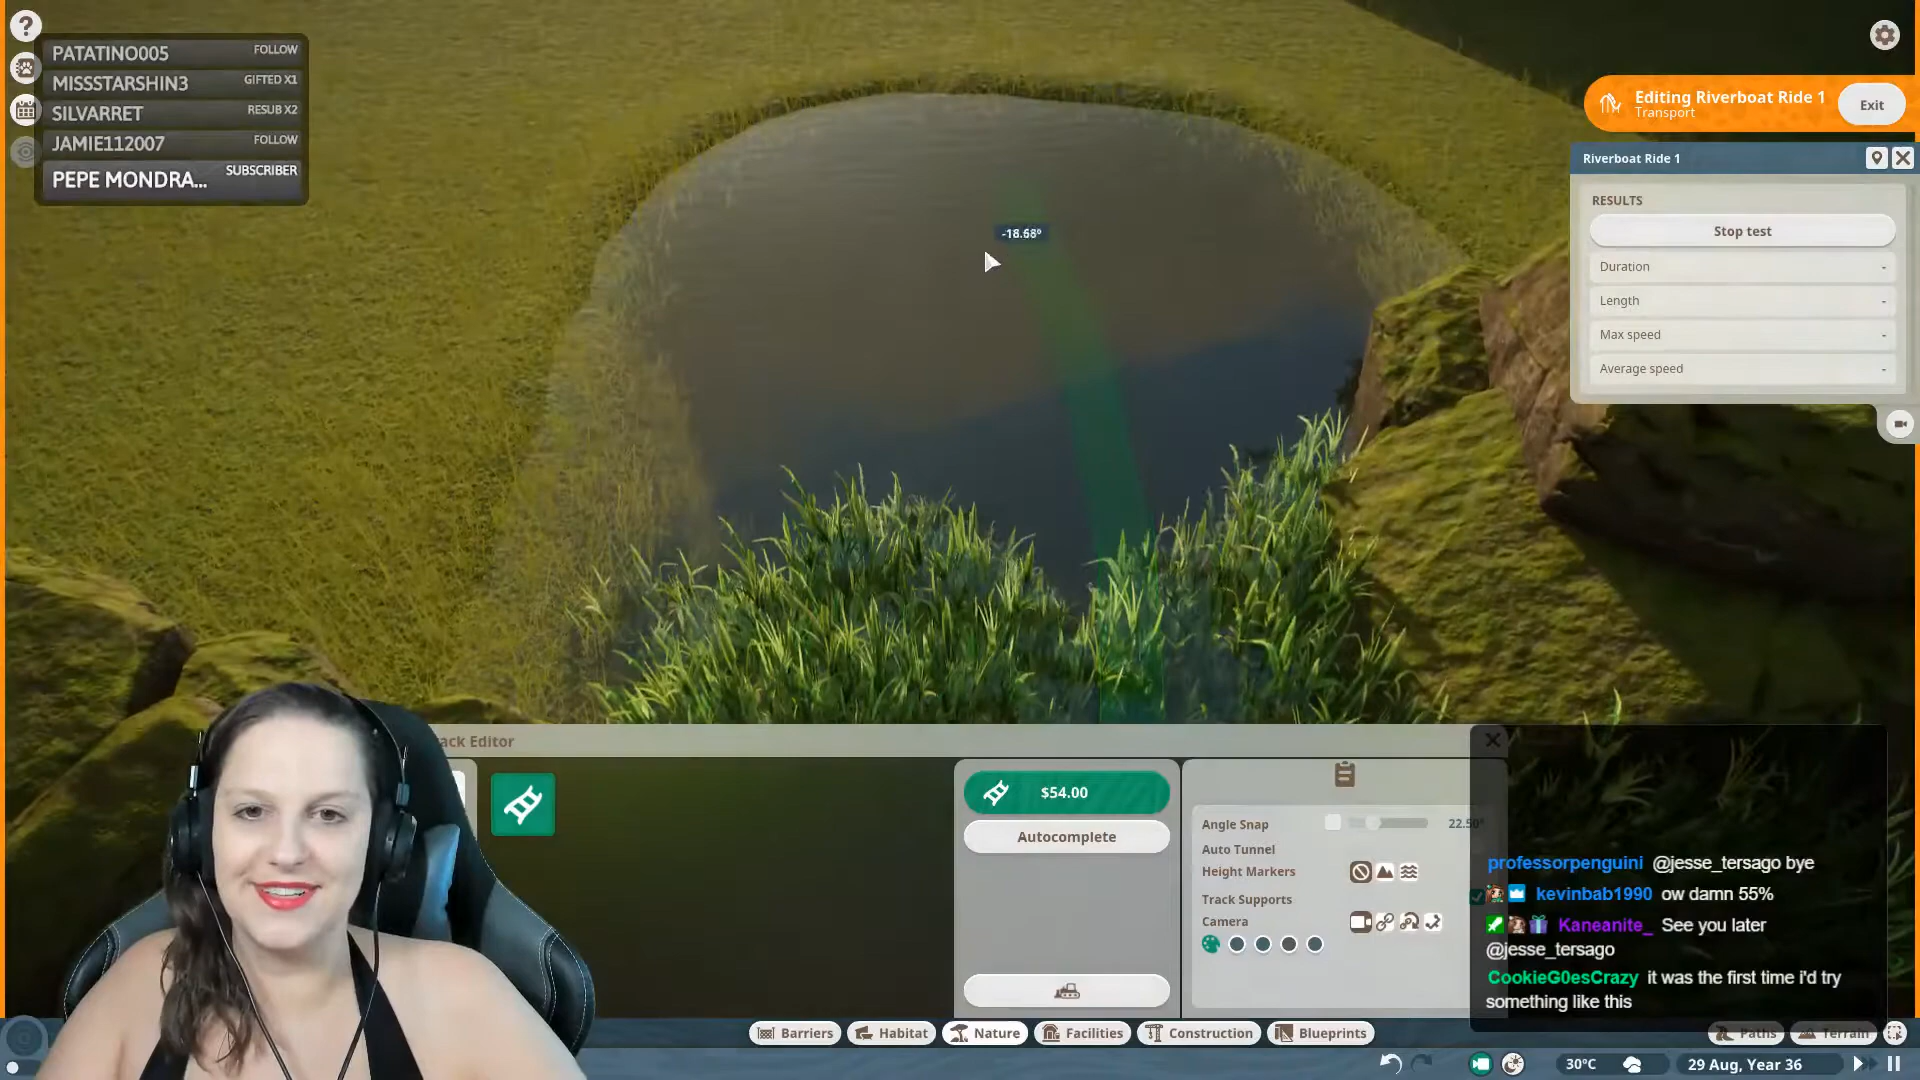 PATATINO005 FOLLOW
MISSSTARSHIN3 GIFTED X1
SILVARRET RESUB X2
JAMIE112007 FOLLOW
PEPE MONDRA... SUBSCRIBER
Editing Riverboat Ride 1
Transport
Exit
Riverboat Ride 1
RESULTS
Stop test
Duration -
Length -
Max speed -
Average speed -
-18.68°
ack Editor
$54.00
Autocomplete
Angle Snap 22.50°
Auto Tunnel
Height Markers
Track Supports
Camera
professorpenguini @jesse_tersago bye
kevinbab1990 ow damn 55%
Kaneanite_ See you later
@jesse_tersago
CookieG0esCrazy it was the first time i'd try
something like this
Barriers Habitat Nature Facilities Construction Blueprints Paths Terrain
30°C 29 Aug, Year 36